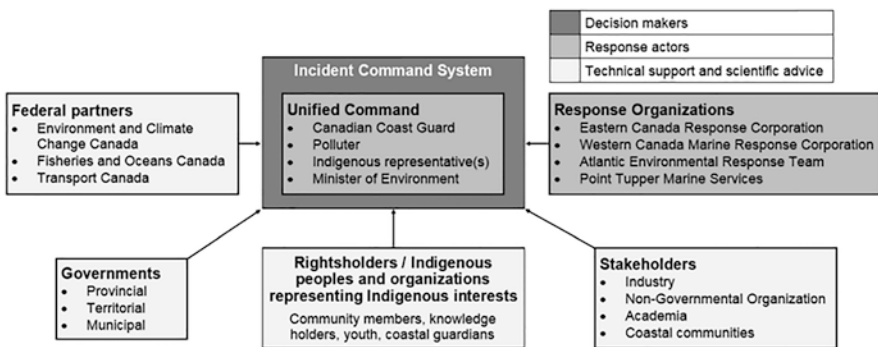 Decision makers
Response actors
Technical support and scientific advice
Incident Command System
Federal partners
• Environment and Climate
Change Canada
• Fisheries and Oceans Canada
• Transport Canada
Unified Command
• Canadian Coast Guard
• Polluter
• Indigenous representative(s)
• Minister of Environment
Response Organizations
• Eastern Canada Response Corporation
• Western Canada Marine Response Corporation
• Atlantic Environmental Response Team
• Point Tupper Marine Services
Governments
• Provincial
• Territorial
• Municipal
Rightsholders / Indigenous
peoples and organizations
representing Indigenous interests
Community members, knowledge
holders, youth, coastal guardians
Stakeholders
• Industry
• Non-Governmental Organization
• Academia
• Coastal communities